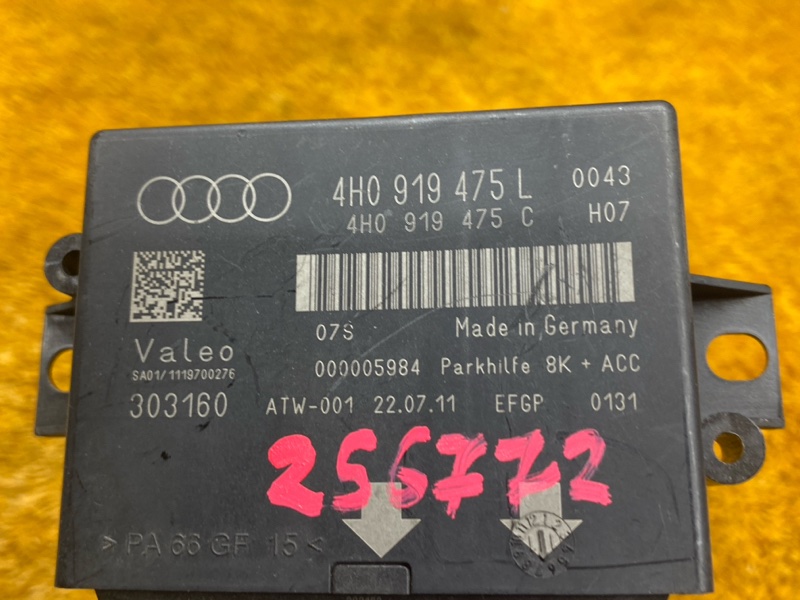 4H0 919 475 L 0043
4H0 919 475 C H07
07S Made in Germany
Valeo 000005984 Parkhilfe 8K + ACC
SA01/1119700276
303160 ATW-001 22.07.11 EFGP 0131
256772
>PA 66 GF 15<